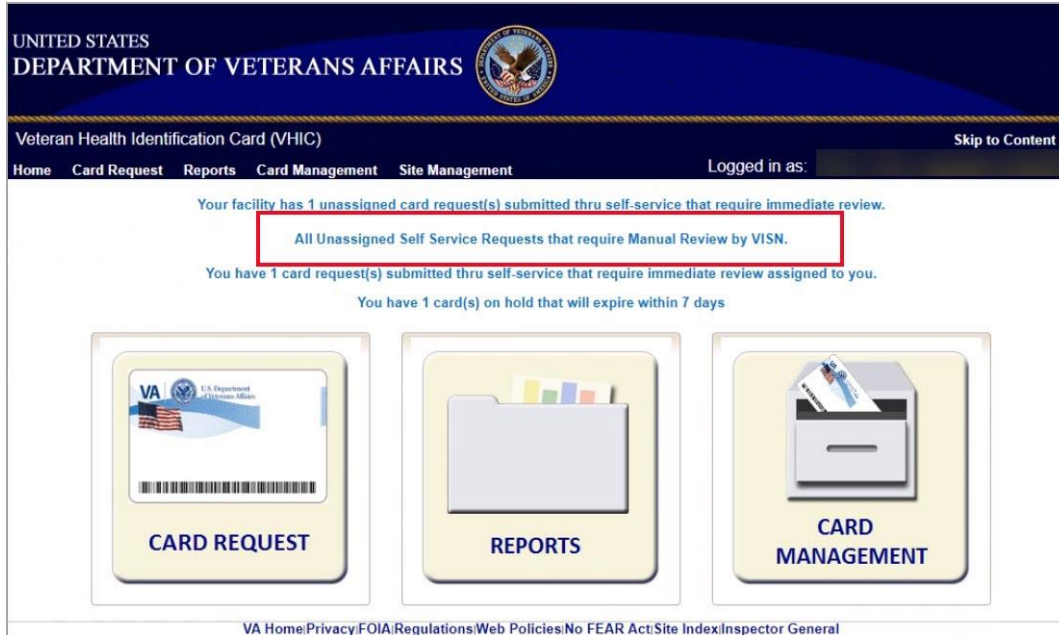 UNITED STATES
DEPARTMENT OF VETERANS AFFAIRS
Veteran Health Identification Card (VHIC)
Skip to Content
Home Card Request Reports Card Management Site Management Logged in as:
Your facility has 1 unassigned card request(s) submitted thru self-service that require immediate review.
All Unassigned Self Service Requests that require Manual Review by VISN.
You have 1 card request(s) submitted thru self-service that require immediate review assigned to you.
You have 1 card(s) on hold that will expire within 7 days
VA U.S. Department
of Veterans Affairs
CARD REQUEST
REPORTS
CARD
MANAGEMENT
VA Home|Privacy|FOIA|Regulations|Web Policies|No FEAR Act|Site Index|Inspector General